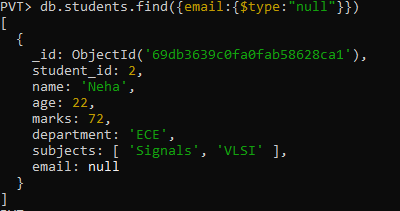 PVT> db.students.find({email:{$type:"null"}})
[
  {
    _id: ObjectId('69db3639c0fa0fab58628ca1'),
    student_id: 2,
    name: 'Neha',
    age: 22,
    marks: 72,
    department: 'ECE',
    subjects: [ 'Signals', 'VLSI' ],
    email: null
  }
]